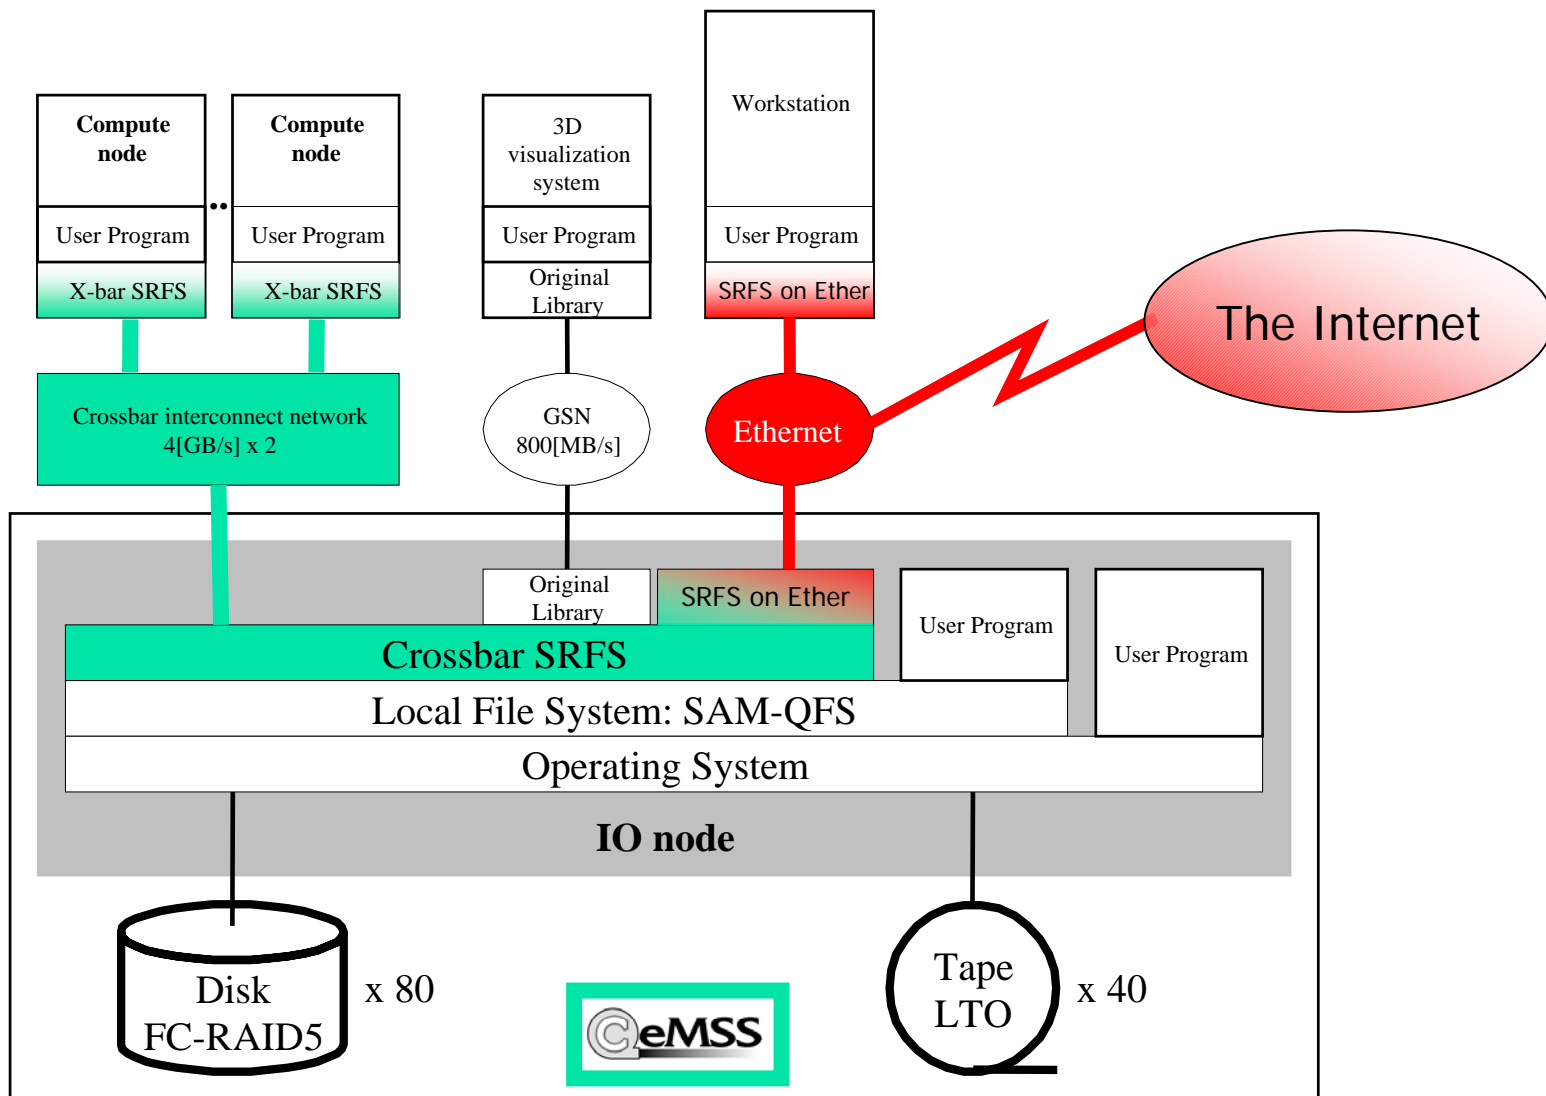 Workstation
Compute
node
Compute
node
3D
visualization
system
..
User Program
User Program
User Program
User Program
X-bar SRFS
X-bar SRFS
Original
Library
SRFS on Ether
The Internet
Crossbar interconnect network
4[GB/s] x 2
GSN
800[MB/s]
Ethernet
Original
Library
SRFS on Ether
User Program
User Program
Crossbar SRFS
Local File System: SAM-QFS
Operating System
IO node
Disk
FC-RAID5
x 80
CeMSS
Tape
LTO
x 40